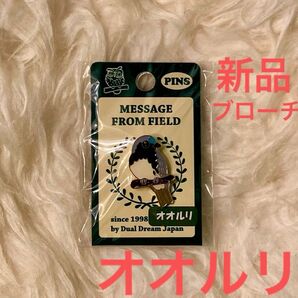 PINS
新品
ブローチ
MESSAGE
FROM FIELD
オオルリ
since 1998
by Dual Dream Japan
オオルリ